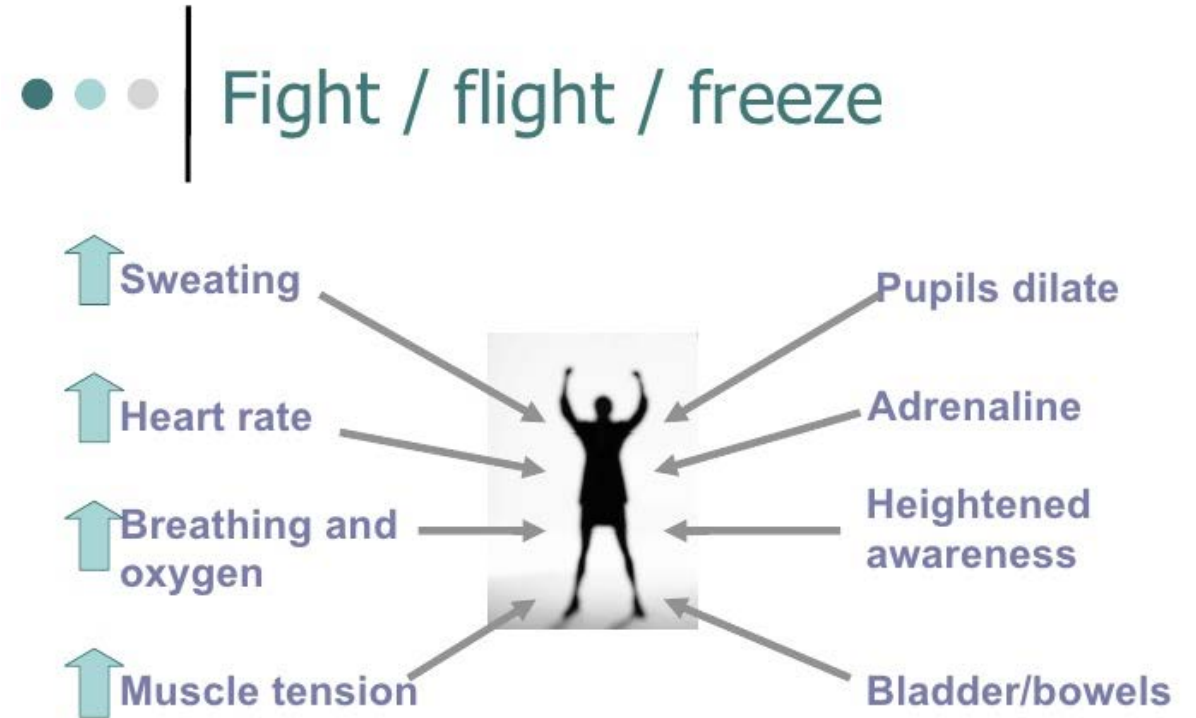 Fight / flight / freeze
Sweating
Heart rate
Breathing and
oxygen
Muscle tension
Pupils dilate
Adrenaline
Heightened
awareness
Bladder/bowels